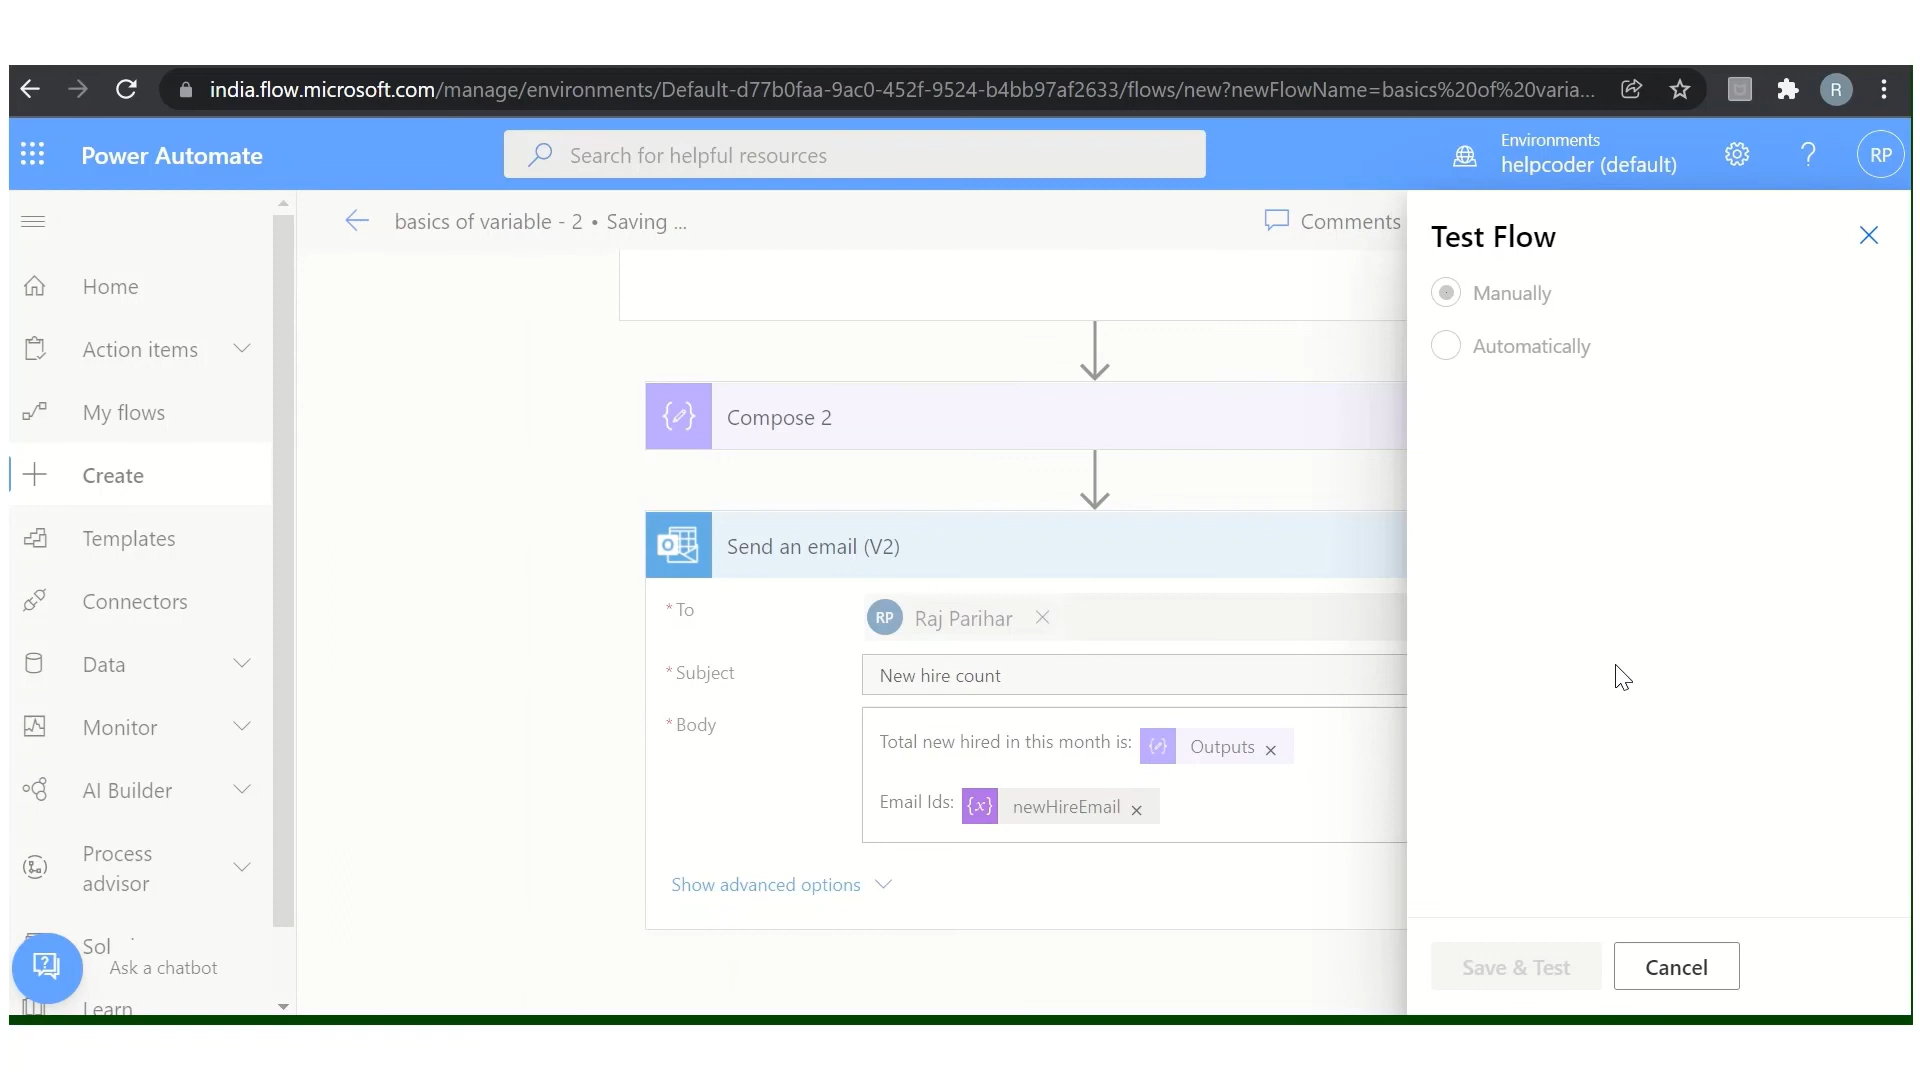 india.flow.microsoft.com/manage/environments/Default-d77b0faa-9ac0-452f-9524-b4bb97af2633/flows/new?newFlowName=basics%20of%20varia...
R
Power Automate
Search for helpful resources
Environments
helpcoder (default)
?
RP
basics of variable - 2 • Saving ...
Comments
Test Flow
Manually
Automatically
Home
Action items
My flows
Create
Templates
Connectors
Data
Monitor
AI Builder
Process
advisor
Sol
Ask a chatbot
Learn
Compose 2
Send an email (V2)
* To
RP Raj Parihar
* Subject
New hire count
* Body
Total new hired in this month is: Outputs ×
Email Ids: {x} newHireEmail ×
Show advanced options
Save & Test
Cancel